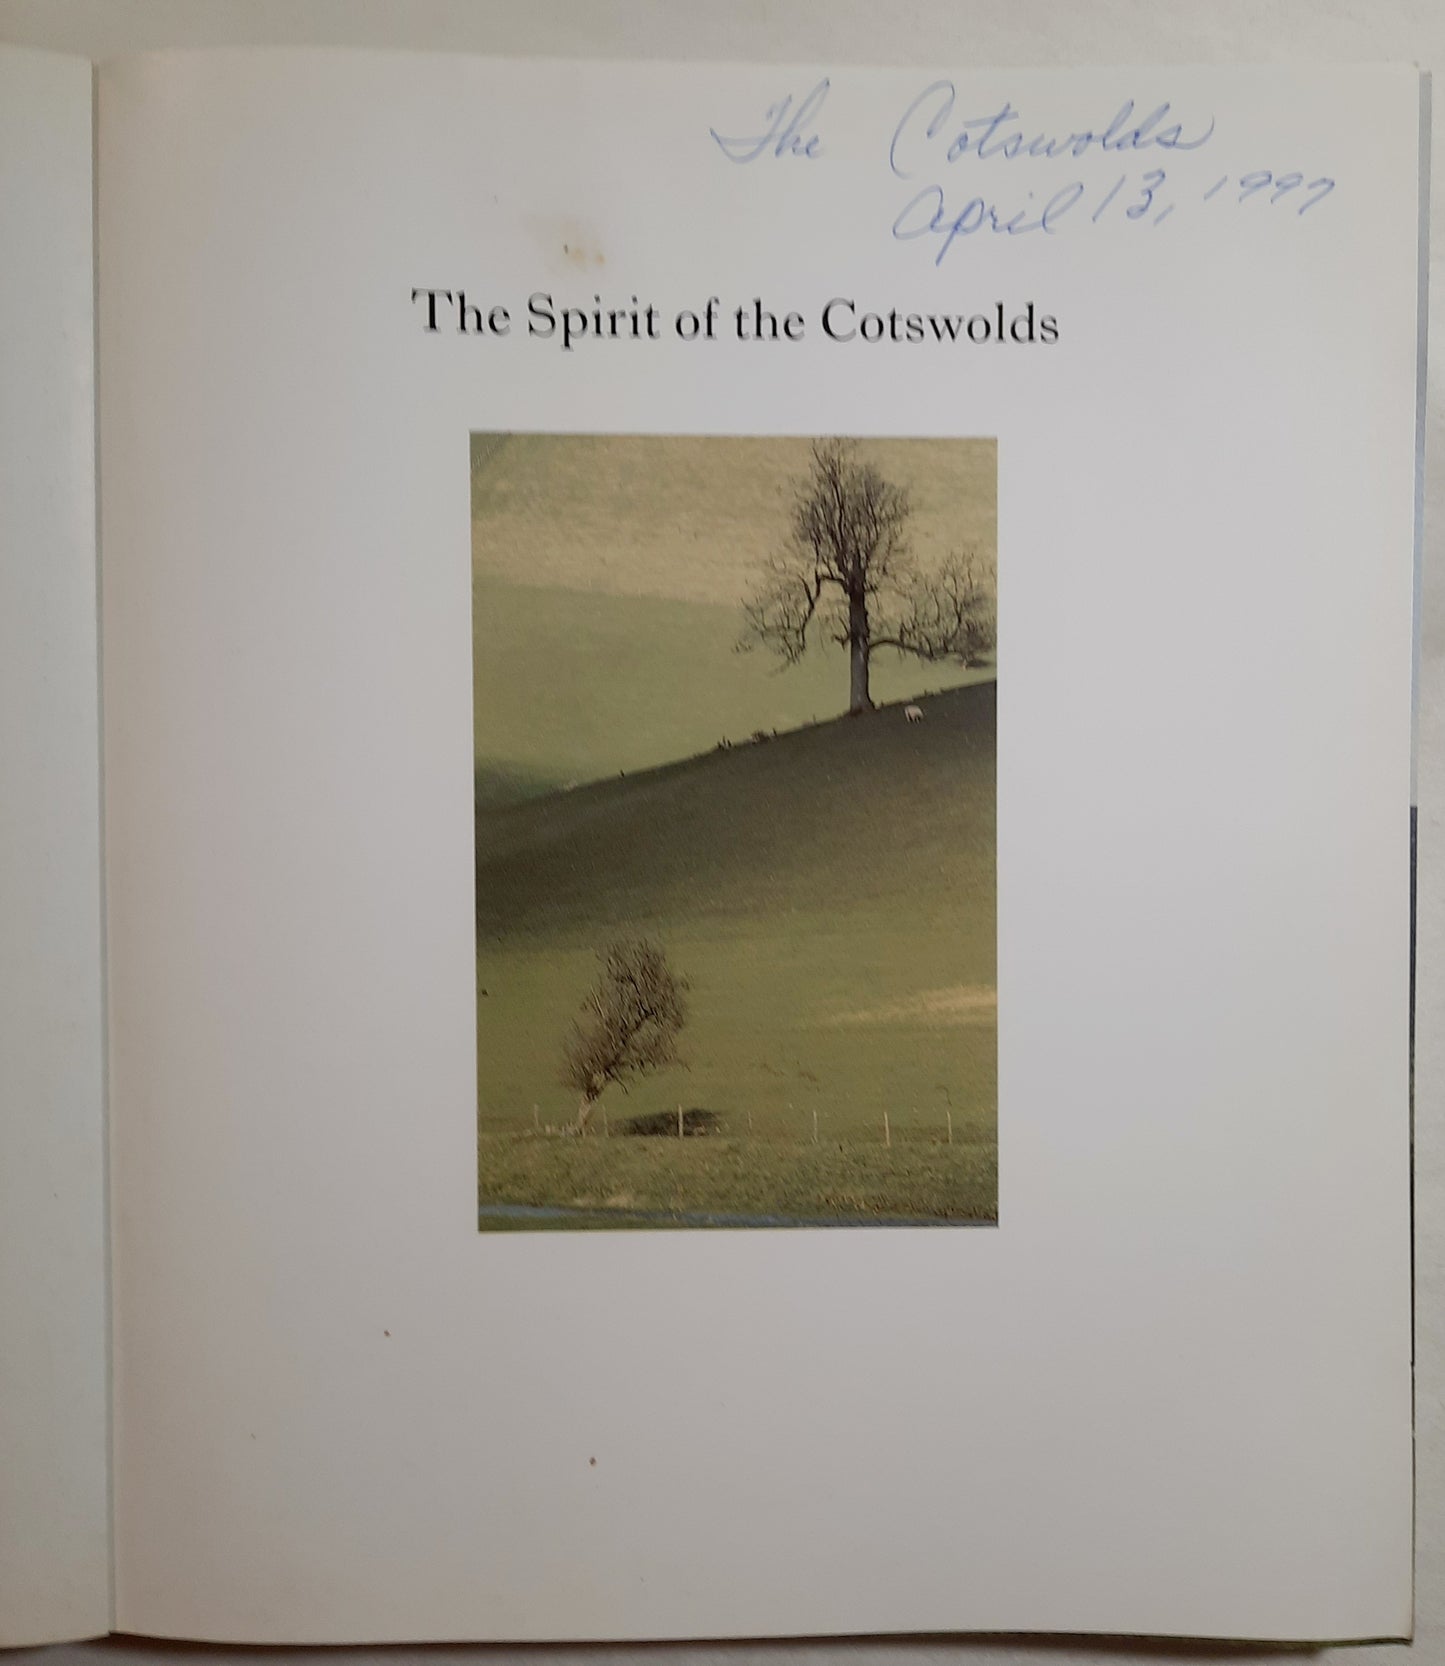 The Cotswolds
April 13, 1997
The Spirit of the Cotswolds